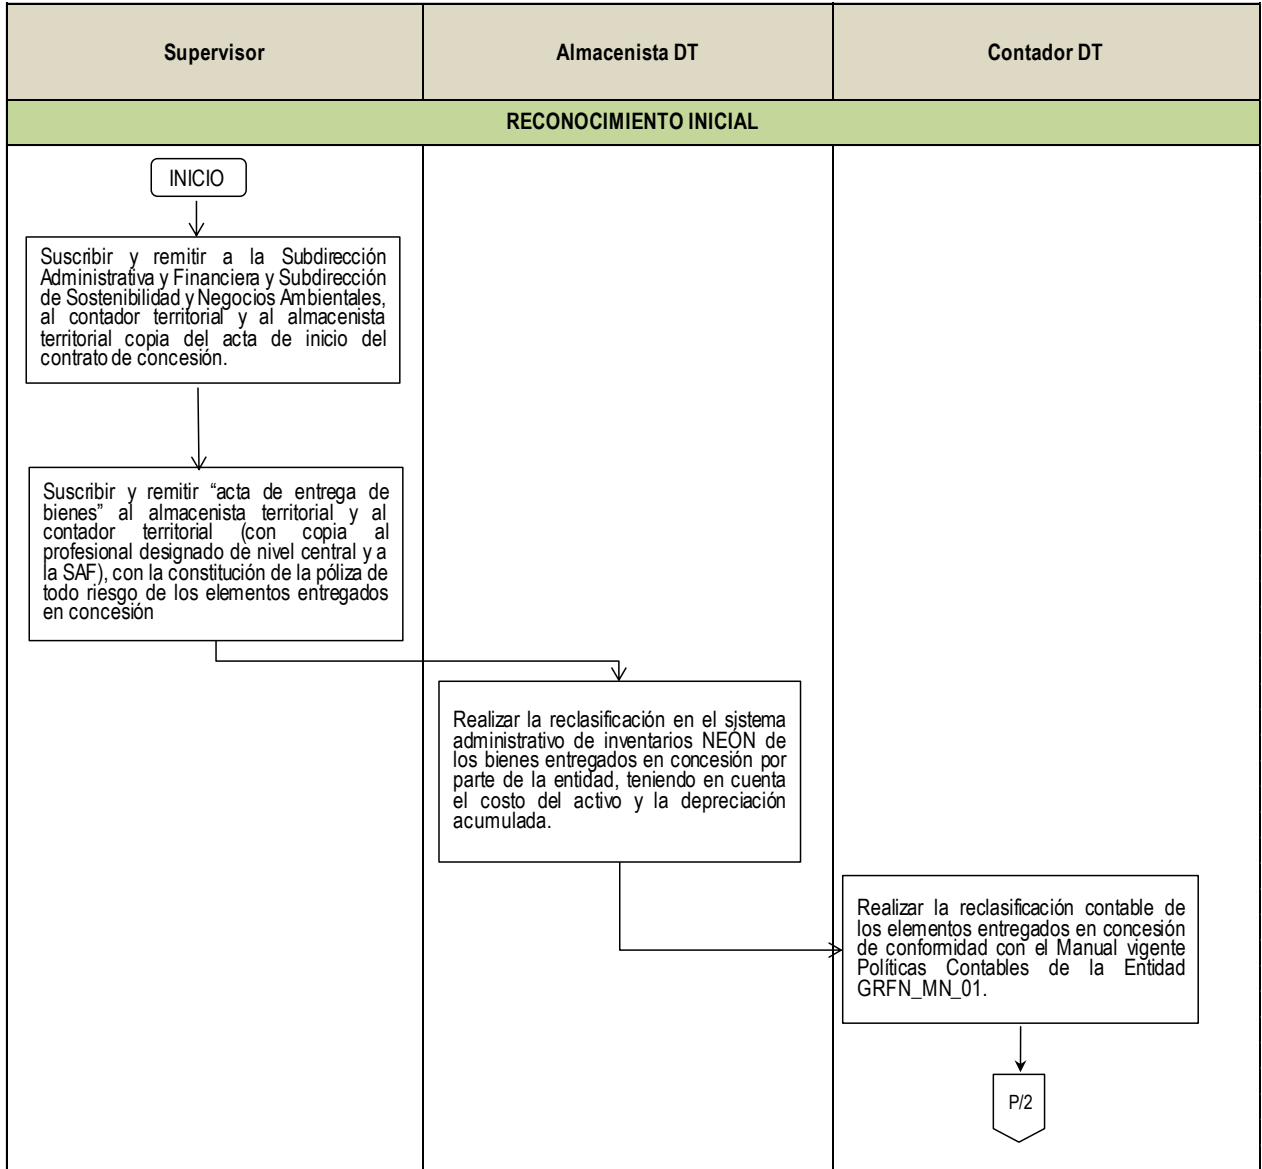 Supervisor
Almacenista DT
Contador DT
RECONOCIMIENTO INICIAL
INICIO
Suscribir y remitir a la Subdirección
Administrativa y Financiera y Subdirección
de Sostenibilidad y Negocios Ambientales,
al contador territorial y al almacenista
territorial copia del acta de inicio del
contrato de concesión.
Suscribir y remitir “acta de entrega de
bienes” al almacenista territorial y al
contador territorial (con copia al
profesional designado de nivel central y a
la SAF), con la constitución de la póliza de
todo riesgo de los elementos entregados
en concesión
Realizar la reclasificación en el sistema
administrativo de inventarios NEÓN de
los bienes entregados en concesión por
parte de la entidad, teniendo en cuenta
el costo del activo y la depreciación
acumulada.
Realizar la reclasificación contable de
los elementos entregados en concesión
de conformidad con el Manual vigente
Políticas Contables de la Entidad
GRFN_MN_01.
P/2